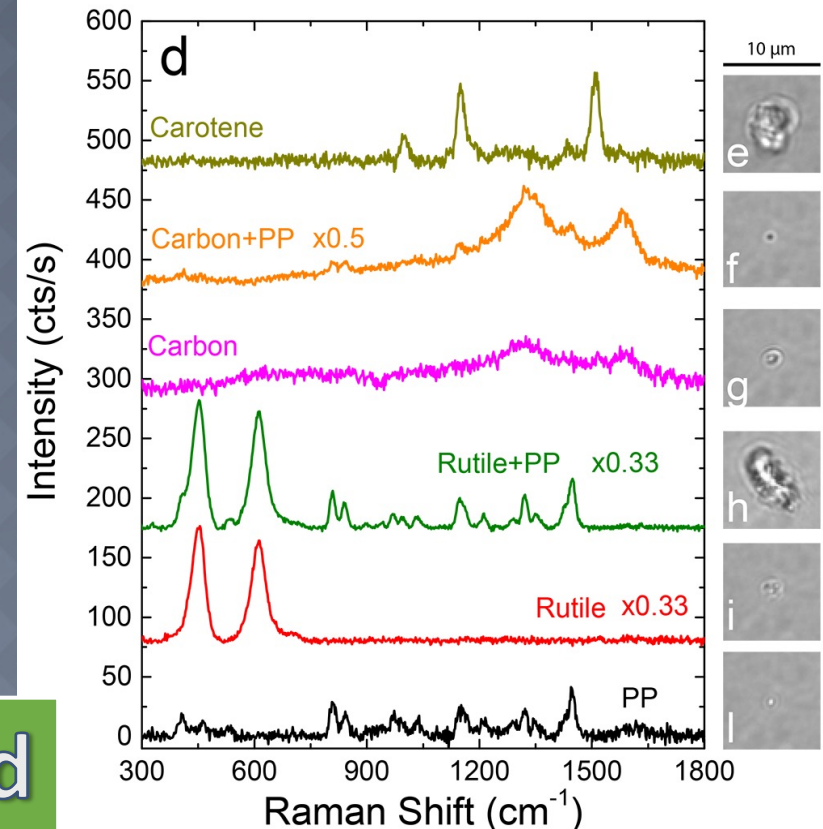 d
600
550
500
450
400
350
300
250
200
150
100
50
0
Intensity (cts/s)
Carotene
Carbon+PP x0.5
Carbon
Rutile+PP x0.33
Rutile x0.33
PP
300 600 900 1200 1500 1800
Raman Shift (cm⁻¹)
10 μm
e
f
g
h
i
l
d